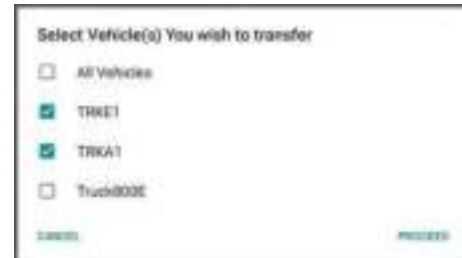 Select Vehicle(s) You wish to transfer
All Vehicles
TRKE1
TRKA1
Truck800E
CANCEL
PROCEED